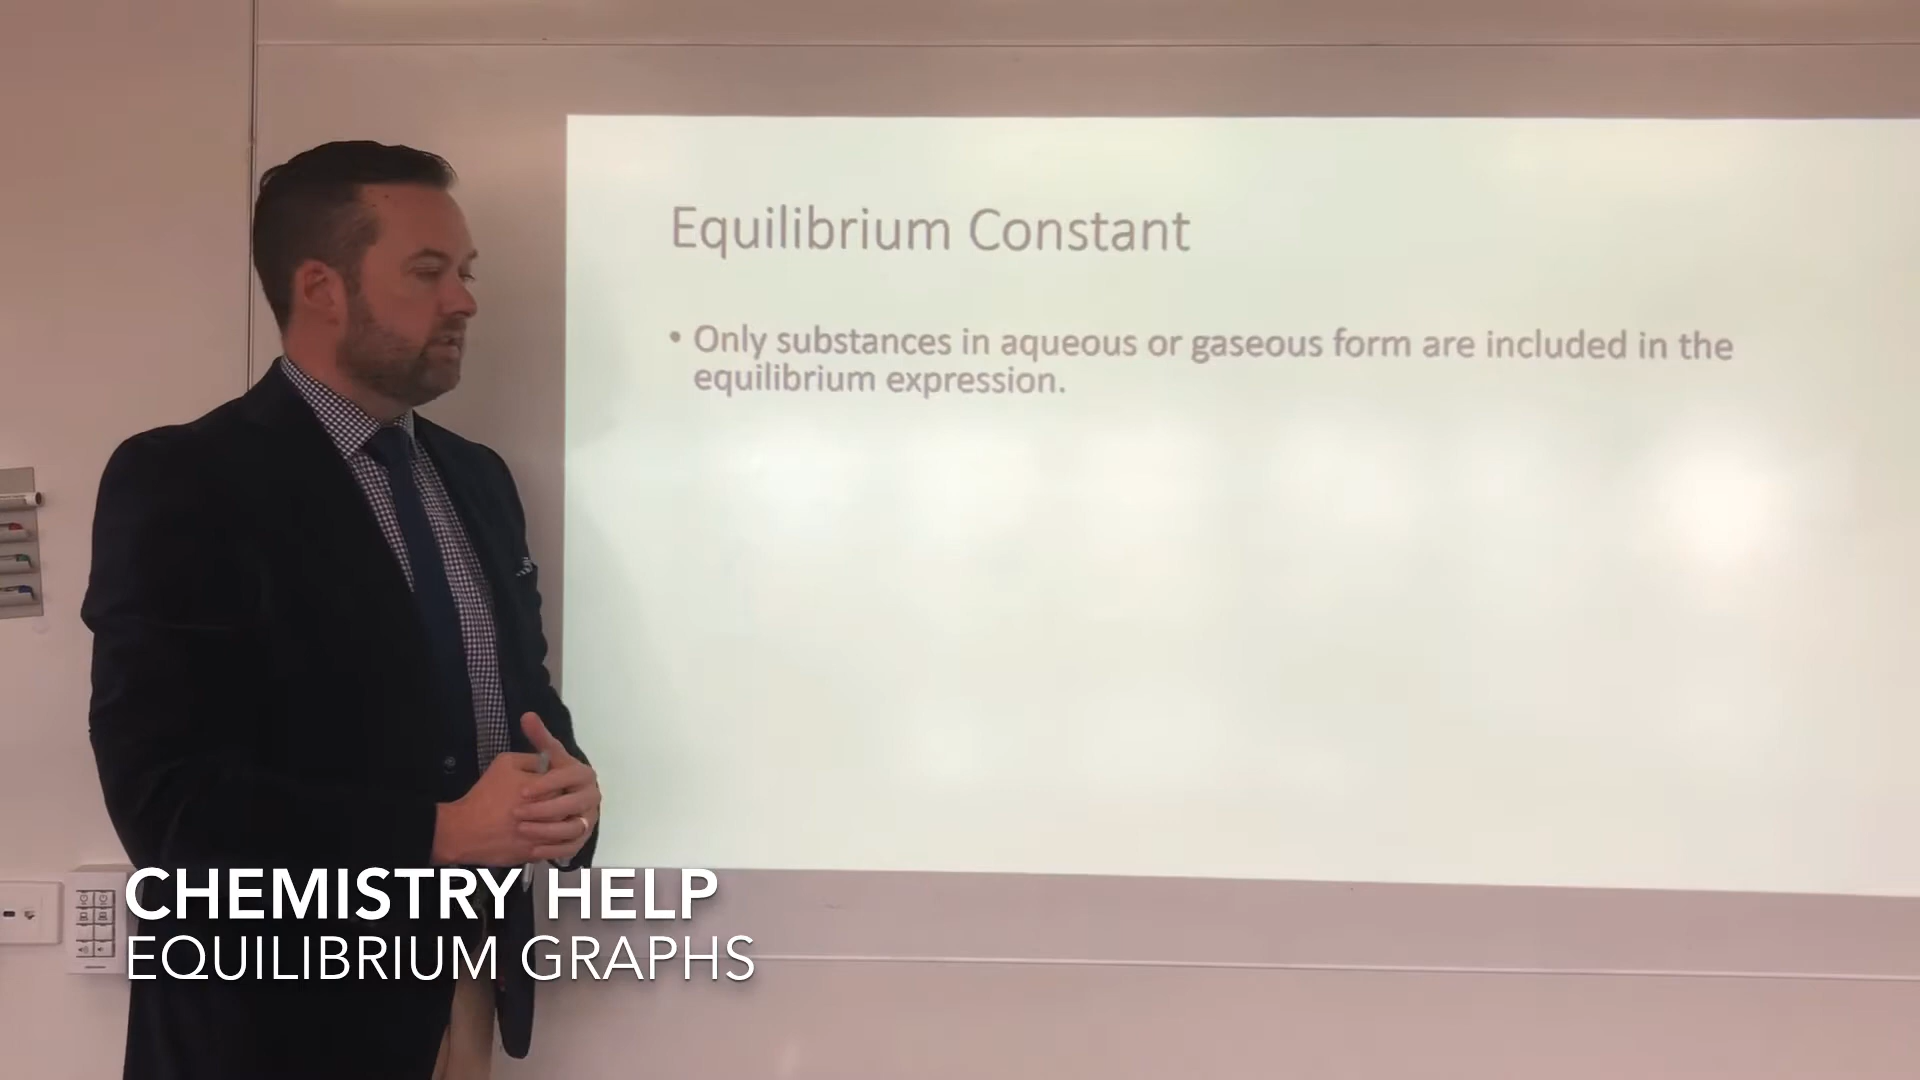 Equilibrium Constant
• Only substances in aqueous or gaseous form are included in the
equilibrium expression.
CHEMISTRY HELP
EQUILIBRIUM GRAPHS